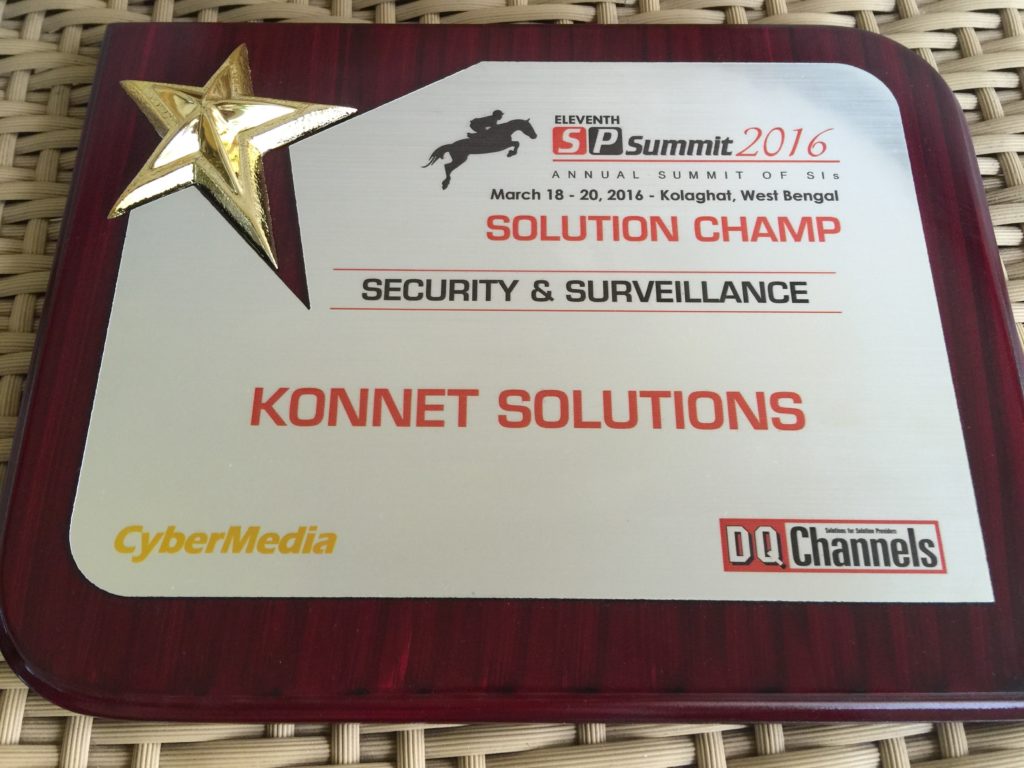 ELEVENTH
SP Summit 2016
ANNUAL SUMMIT OF SIs
March 18 - 20, 2016 - Kolaghat, West Bengal
SOLUTION CHAMP
SECURITY & SURVEILLANCE
KONNET SOLUTIONS
CyberMedia
Solutions for Solution Providers
DQ Channels